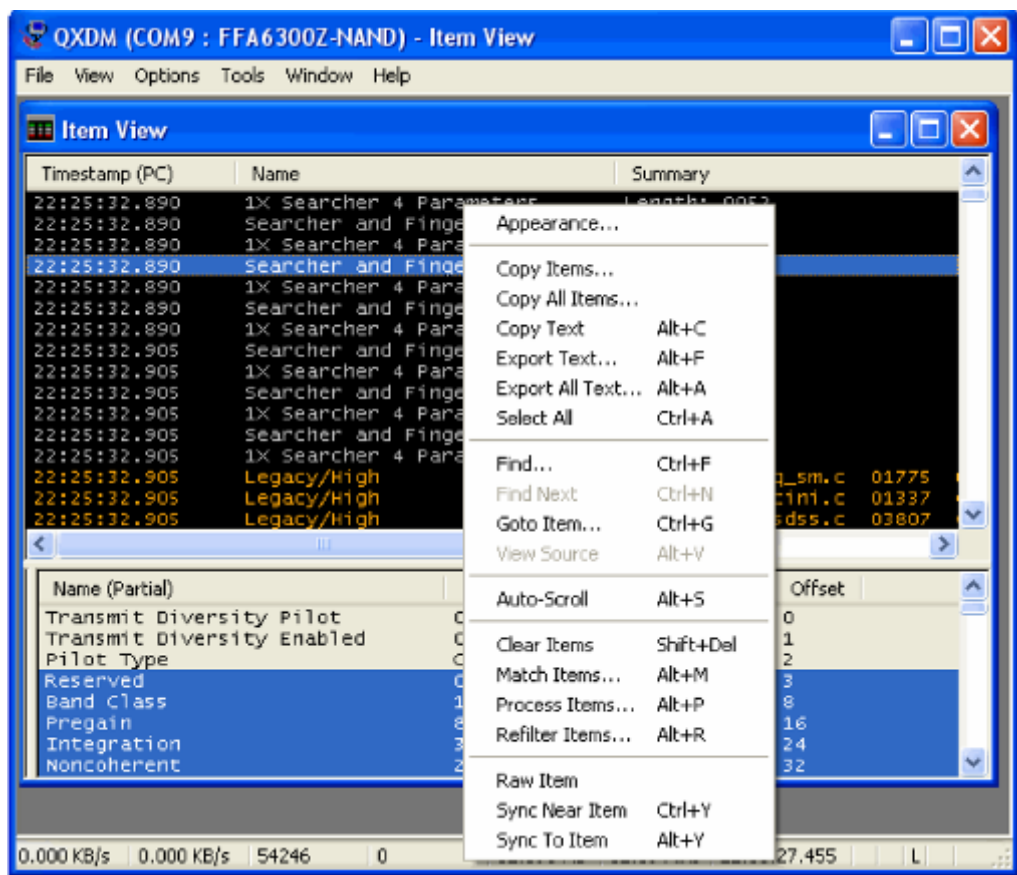 QXDM (COM9 : FFA6300Z-NAND) - Item View
File View Options Tools Window Help
Item View
Timestamp (PC) Name Summary
22:25:32.890 1X Searcher 4 Parameters Length: 0052
22:25:32.890 Searcher and Finge
22:25:32.890 1X Searcher 4 Para
22:25:32.890 Searcher and Finge
22:25:32.890 1X Searcher 4 Para
22:25:32.890 Searcher and Finge
22:25:32.890 1X Searcher 4 Para
22:25:32.905 Searcher and Finge
22:25:32.905 1X Searcher 4 Para
22:25:32.905 Searcher and Finge
22:25:32.905 1X Searcher 4 Para
22:25:32.905 Searcher and Finge
22:25:32.905 1X Searcher 4 Para
22:25:32.905 Legacy/High q_sm.c 01775
22:25:32.905 Legacy/High ini.c 01337
22:25:32.905 Legacy/High dss.c 03807
Appearance...
Copy Items...
Copy All Items...
Copy Text Alt+C
Export Text... Alt+F
Export All Text... Alt+A
Select All Ctrl+A
Find... Ctrl+F
Find Next Ctrl+N
Goto Item... Ctrl+G
View Source Alt+V
Auto-Scroll Alt+S
Clear Items Shift+Del
Match Items... Alt+M
Process Items... Alt+P
Refilter Items... Alt+R
Raw Item
Sync Near Item Ctrl+Y
Sync To Item Alt+Y
Name (Partial) Offset
Transmit Diversity Pilot 0
Transmit Diversity Enabled 1
Pilot Type 2
Reserved 3
Band Class 1 8
Pregain 8 16
Integration 3 24
Noncoherent 2 32
0.000 KB/s 0.000 KB/s 54246 0 27.455 L